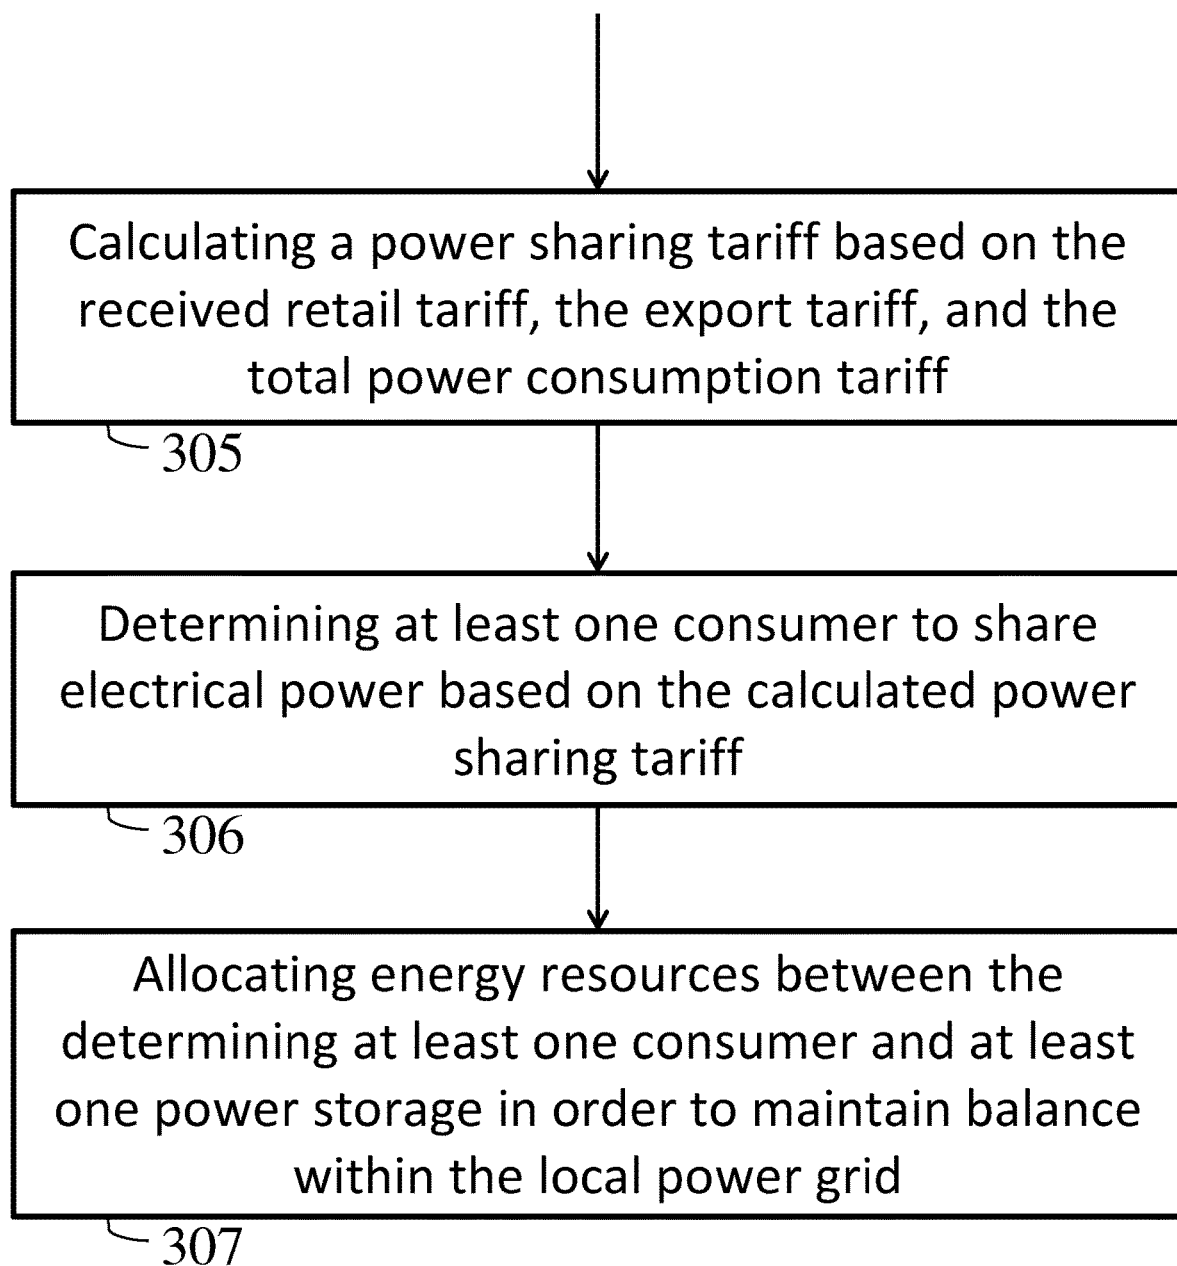 Calculating a power sharing tariff based on the
received retail tariff, the export tariff, and the
total power consumption tariff
305
Determining at least one consumer to share
electrical power based on the calculated power
sharing tariff
306
Allocating energy resources between the
determining at least one consumer and at least
one power storage in order to maintain balance
within the local power grid
307